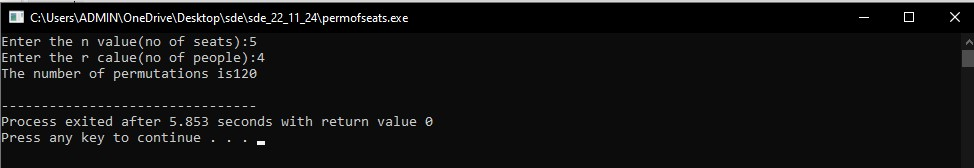 C:\Users\ADMIN\OneDrive\Desktop\sde\sde_22_11_24\permofseats.exe
Enter the n value(no of seats):5
Enter the r calue(no of people):4
The number of permutations is120
--------------------------------
Process exited after 5.853 seconds with return value 0
Press any key to continue . . .